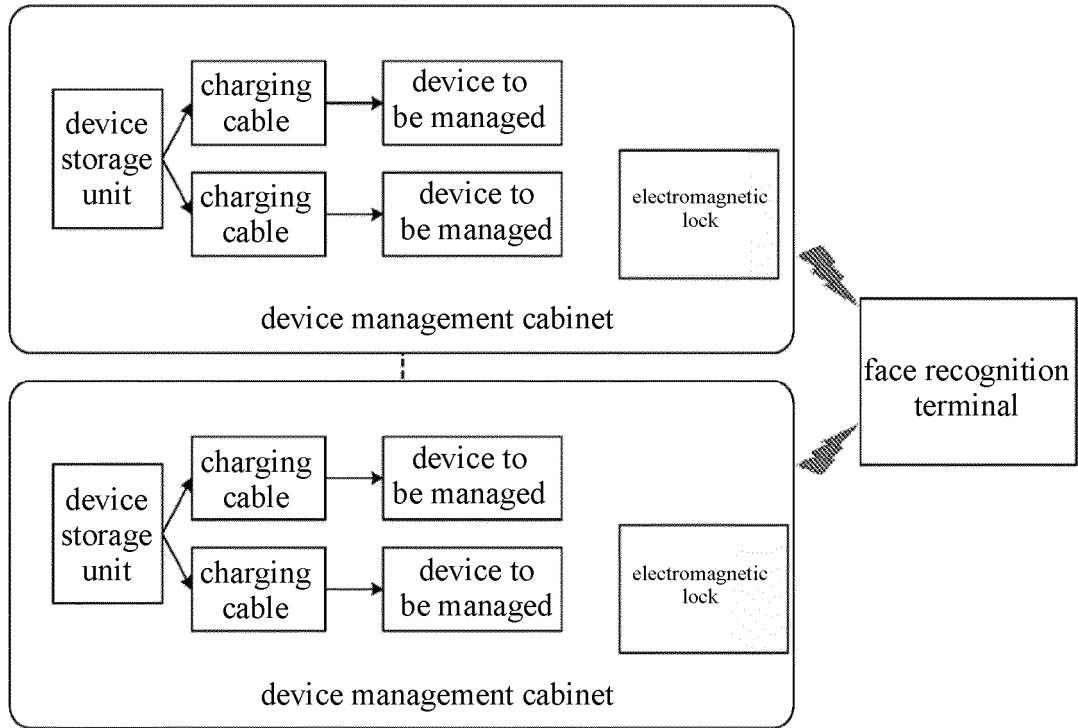 device
storage
unit
charging
cable
device to
be managed
charging
cable
device to
be managed
electromagnetic
lock
device management cabinet
face recognition
terminal
device
storage
unit
charging
cable
device to
be managed
charging
cable
device to
be managed
electromagnetic
lock
device management cabinet